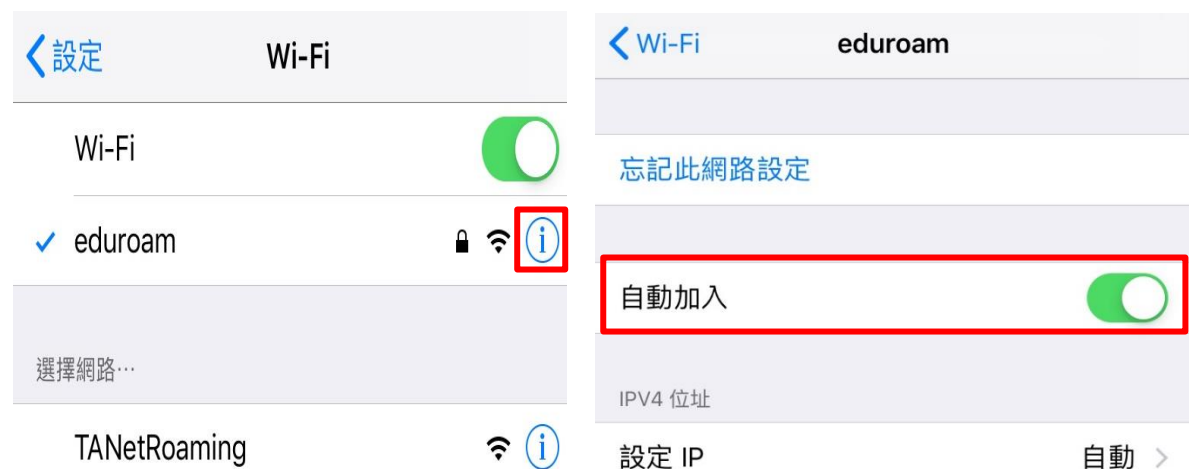 設定 Wi-Fi
Wi-Fi
eduroam
選擇網路…
TANetRoaming
Wi-Fi eduroam
忘記此網路設定
自動加入
IPV4 位址
設定 IP 自動